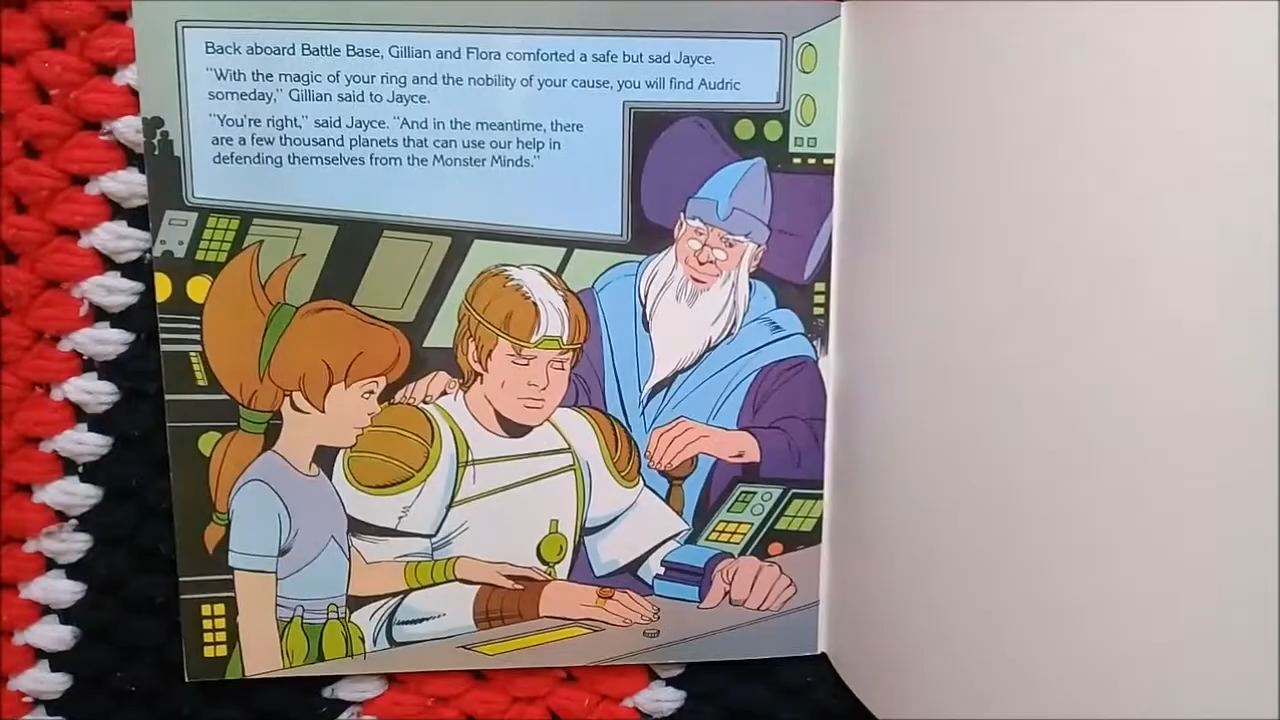 Back aboard Battle Base, Gillian and Flora comforted a safe but sad Jayce.
"With the magic of your ring and the nobility of your cause, you will find Audric
someday," Gillian said to Jayce.
"You're right," said Jayce. "And in the meantime, there
are a few thousand planets that can use our help in
defending themselves from the Monster Minds."